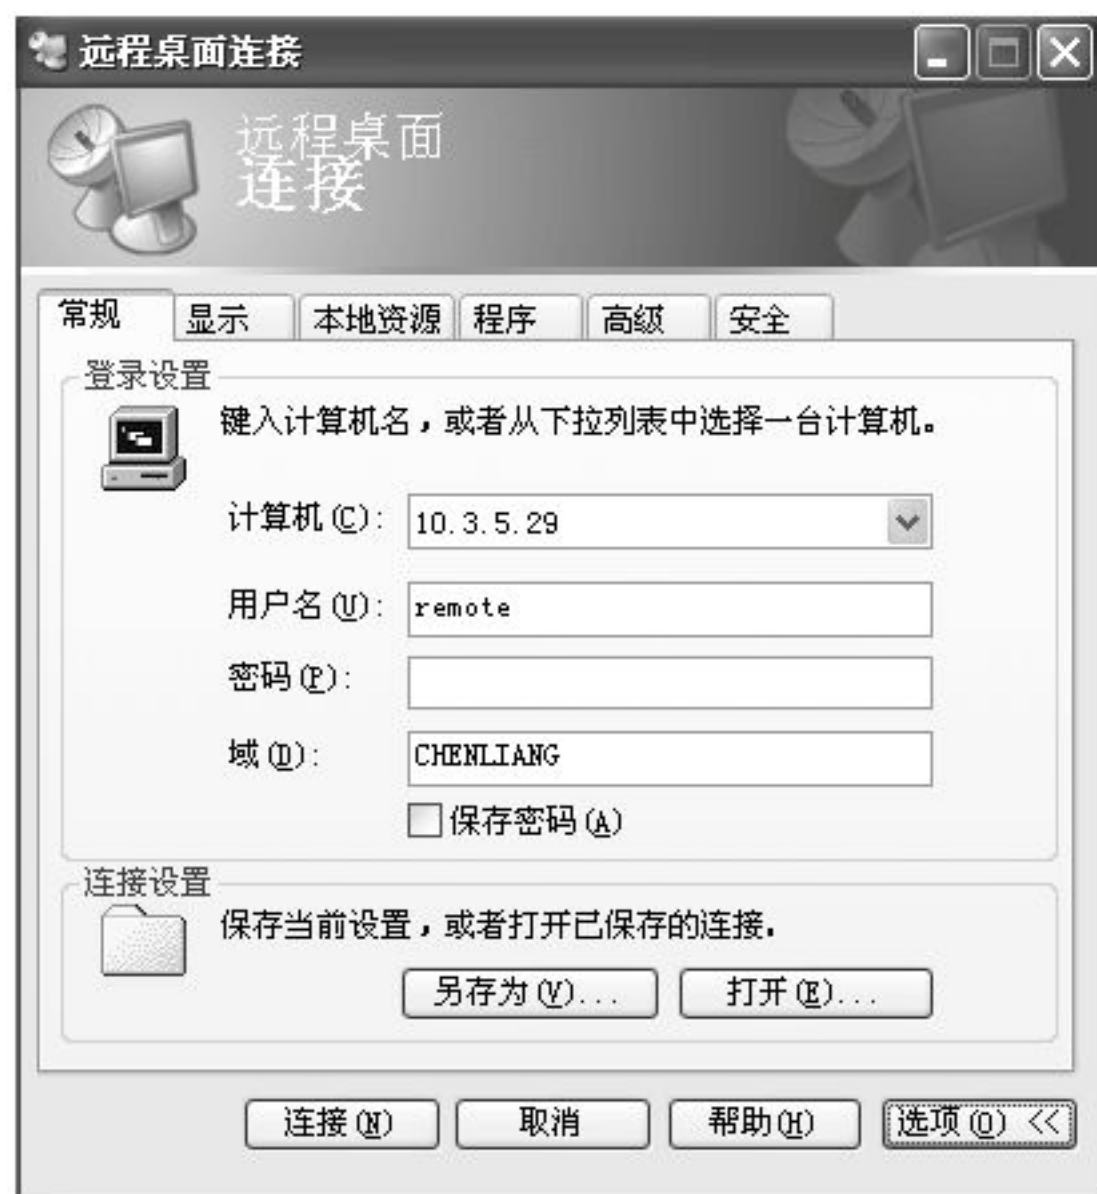 远程桌面连接
远程桌面
连接
常规 显示 本地资源 程序 高级 安全
登录设置
键入计算机名，或者从下拉列表中选择一台计算机。
计算机(C): 10.3.5.29
用户名(U): remote
密码(P):
域(D): CHENLIANG
保存密码(A)
连接设置
保存当前设置，或者打开已保存的连接。
另存为(V)... 打开(E)...
连接(N) 取消 帮助(H) 选项(O) <<